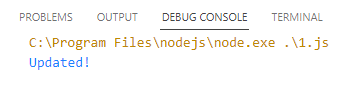 PROBLEMS OUTPUT DEBUG CONSOLE TERMINAL
C:\Program Files\nodejs\node.exe .\1.js
Updated!